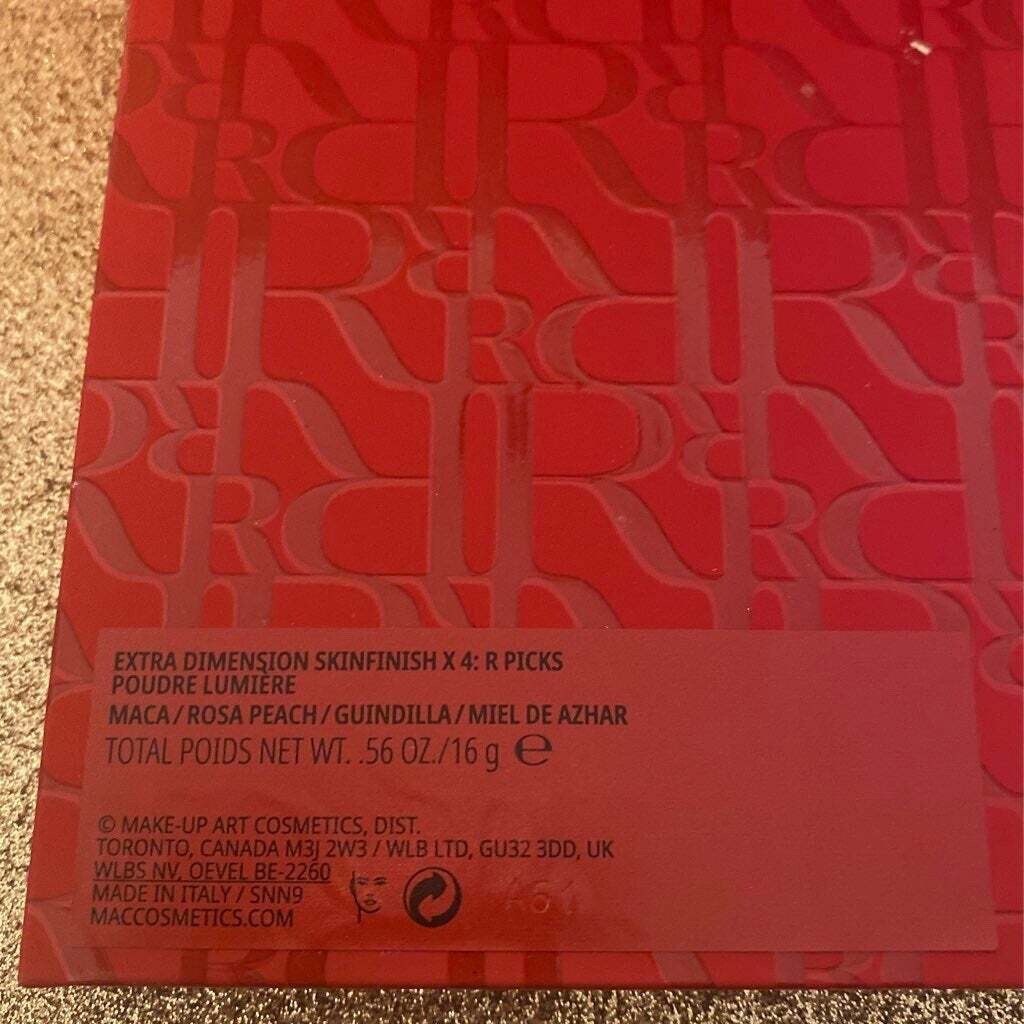 EXTRA DIMENSION SKINFINISH X 4: R PICKS
POUDRE LUMIÈRE
MACA / ROSA PEACH / GUINDILLA / MIEL DE AZHAR
TOTAL POIDS NET WT. .56 OZ./16 g ℮
© MAKE-UP ART COSMETICS, DIST.
TORONTO, CANADA M3J 2W3 / WLB LTD, GU32 3DD, UK
WLBS NV, OEVEL BE-2260
MADE IN ITALY / SNN9
MACCOSMETICS.COM